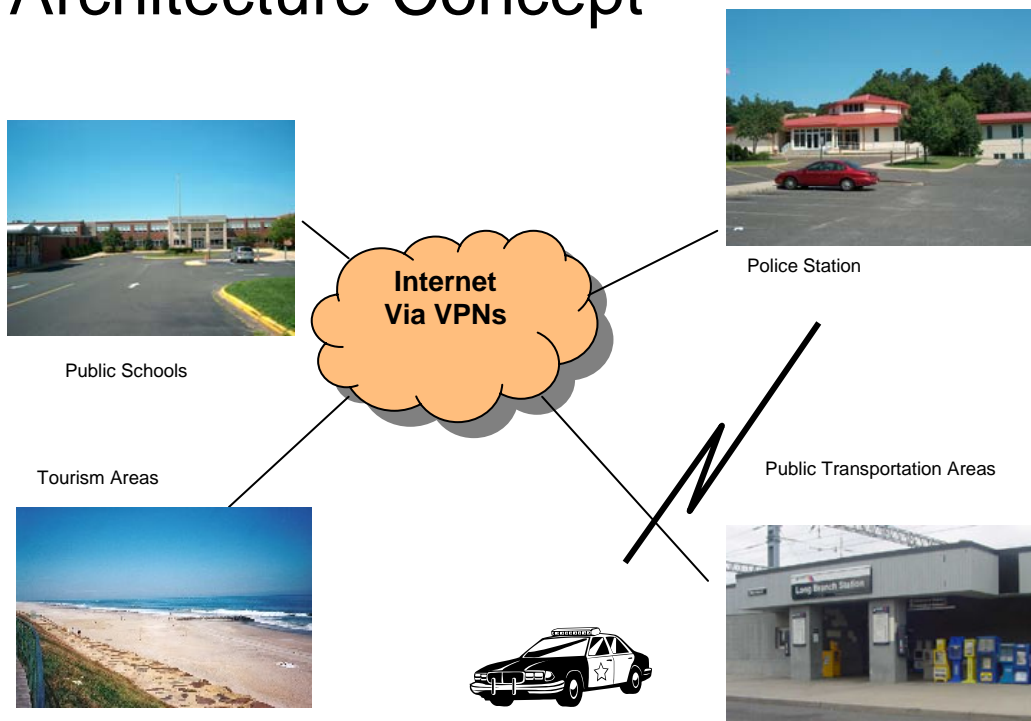 Architecture Concept
Internet
Via VPNs
Police Station
Public Schools
Tourism Areas
Public Transportation Areas
Long Branch Station